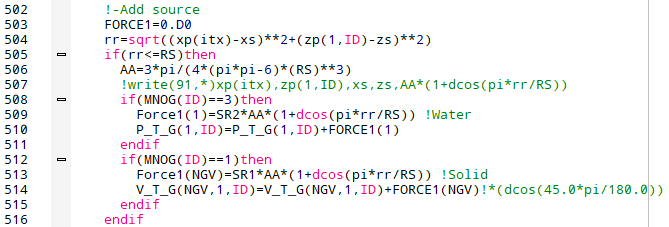 502 !-Add source
503 FORCE1=0.D0
504 rr=sqrt((xp(itx)-xs)**2+(zp(1,ID)-zs)**2)
505 if(rr<=RS)then
506 AA=3*pi/(4*(pi*pi-6)*(RS)**3)
507 !write(91,*)xp(itx),zp(1,ID),xs,zs,AA*(1+dcos(pi*rr/RS))
508 if(MNOG(ID)==3)then
509 Force1(1)=SR2*AA*(1+dcos(pi*rr/RS)) !Water
510 P_T_G(1,ID)=P_T_G(1,ID)+FORCE1(1)
511 endif
512 if(MNOG(ID)==1)then
513 Force1(NGV)=SR1*AA*(1+dcos(pi*rr/RS)) !Solid
514 V_T_G(NGV,1,ID)=V_T_G(NGV,1,ID)+FORCE1(NGV)!*(dcos(45.0*pi/180.0))
515 endif
516 endif